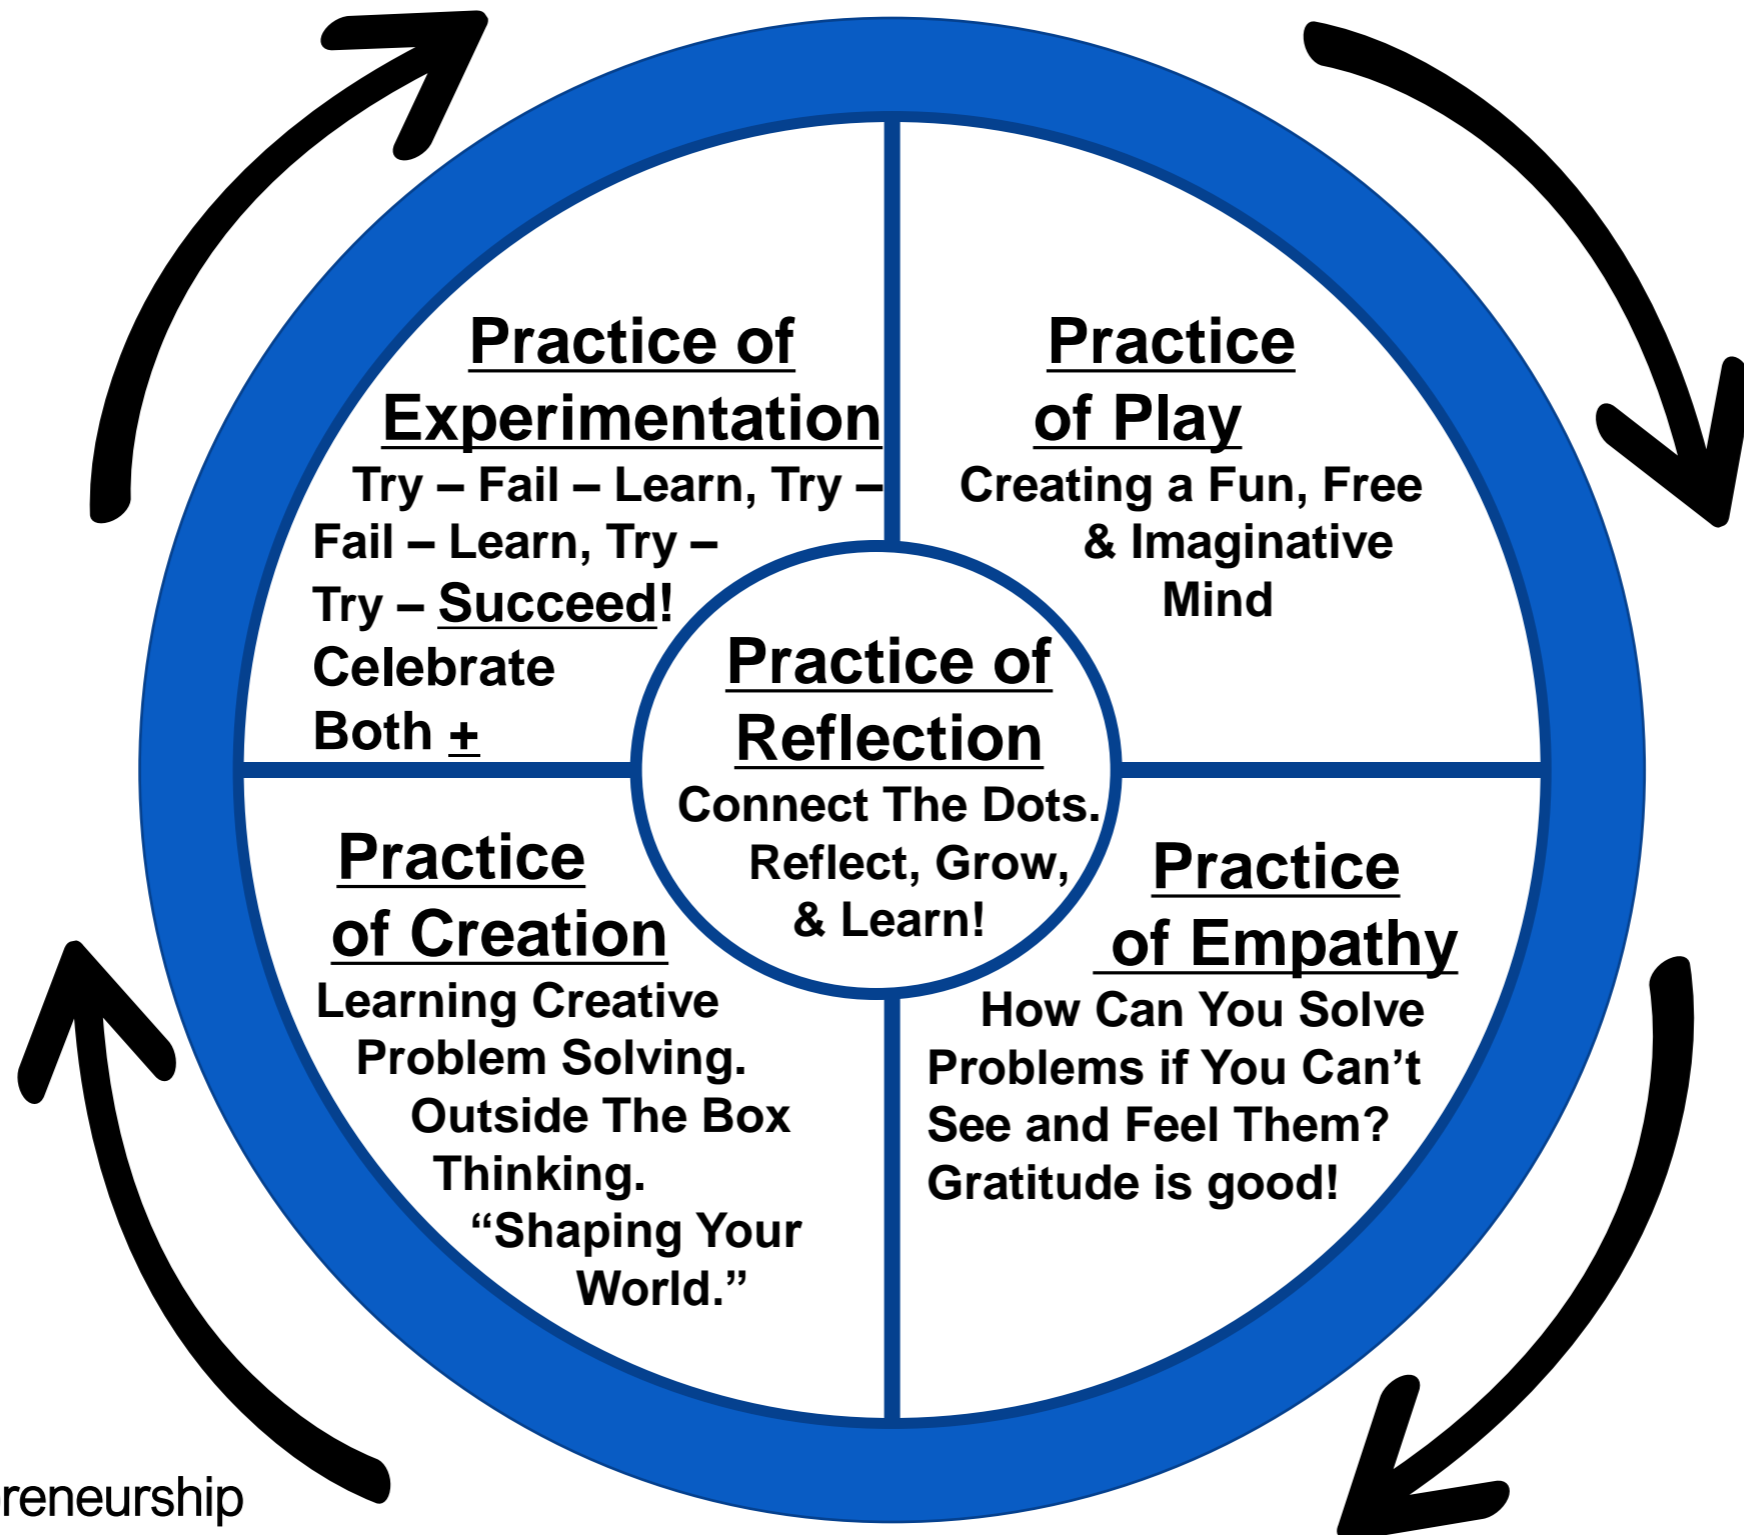 Practice of
Experimentation
Try – Fail – Learn, Try –
Fail – Learn, Try –
Try – Succeed!
Celebrate
Both +
Practice
of Play
Creating a Fun, Free
& Imaginative
Mind
Practice of
Reflection
Connect The Dots.
Reflect, Grow,
& Learn!
Practice
of Creation
Learning Creative
Problem Solving.
Outside The Box
Thinking.
“Shaping Your
World.”
Practice
of Empathy
How Can You Solve
Problems if You Can’t
See and Feel Them?
Gratitude is good!
reneurship